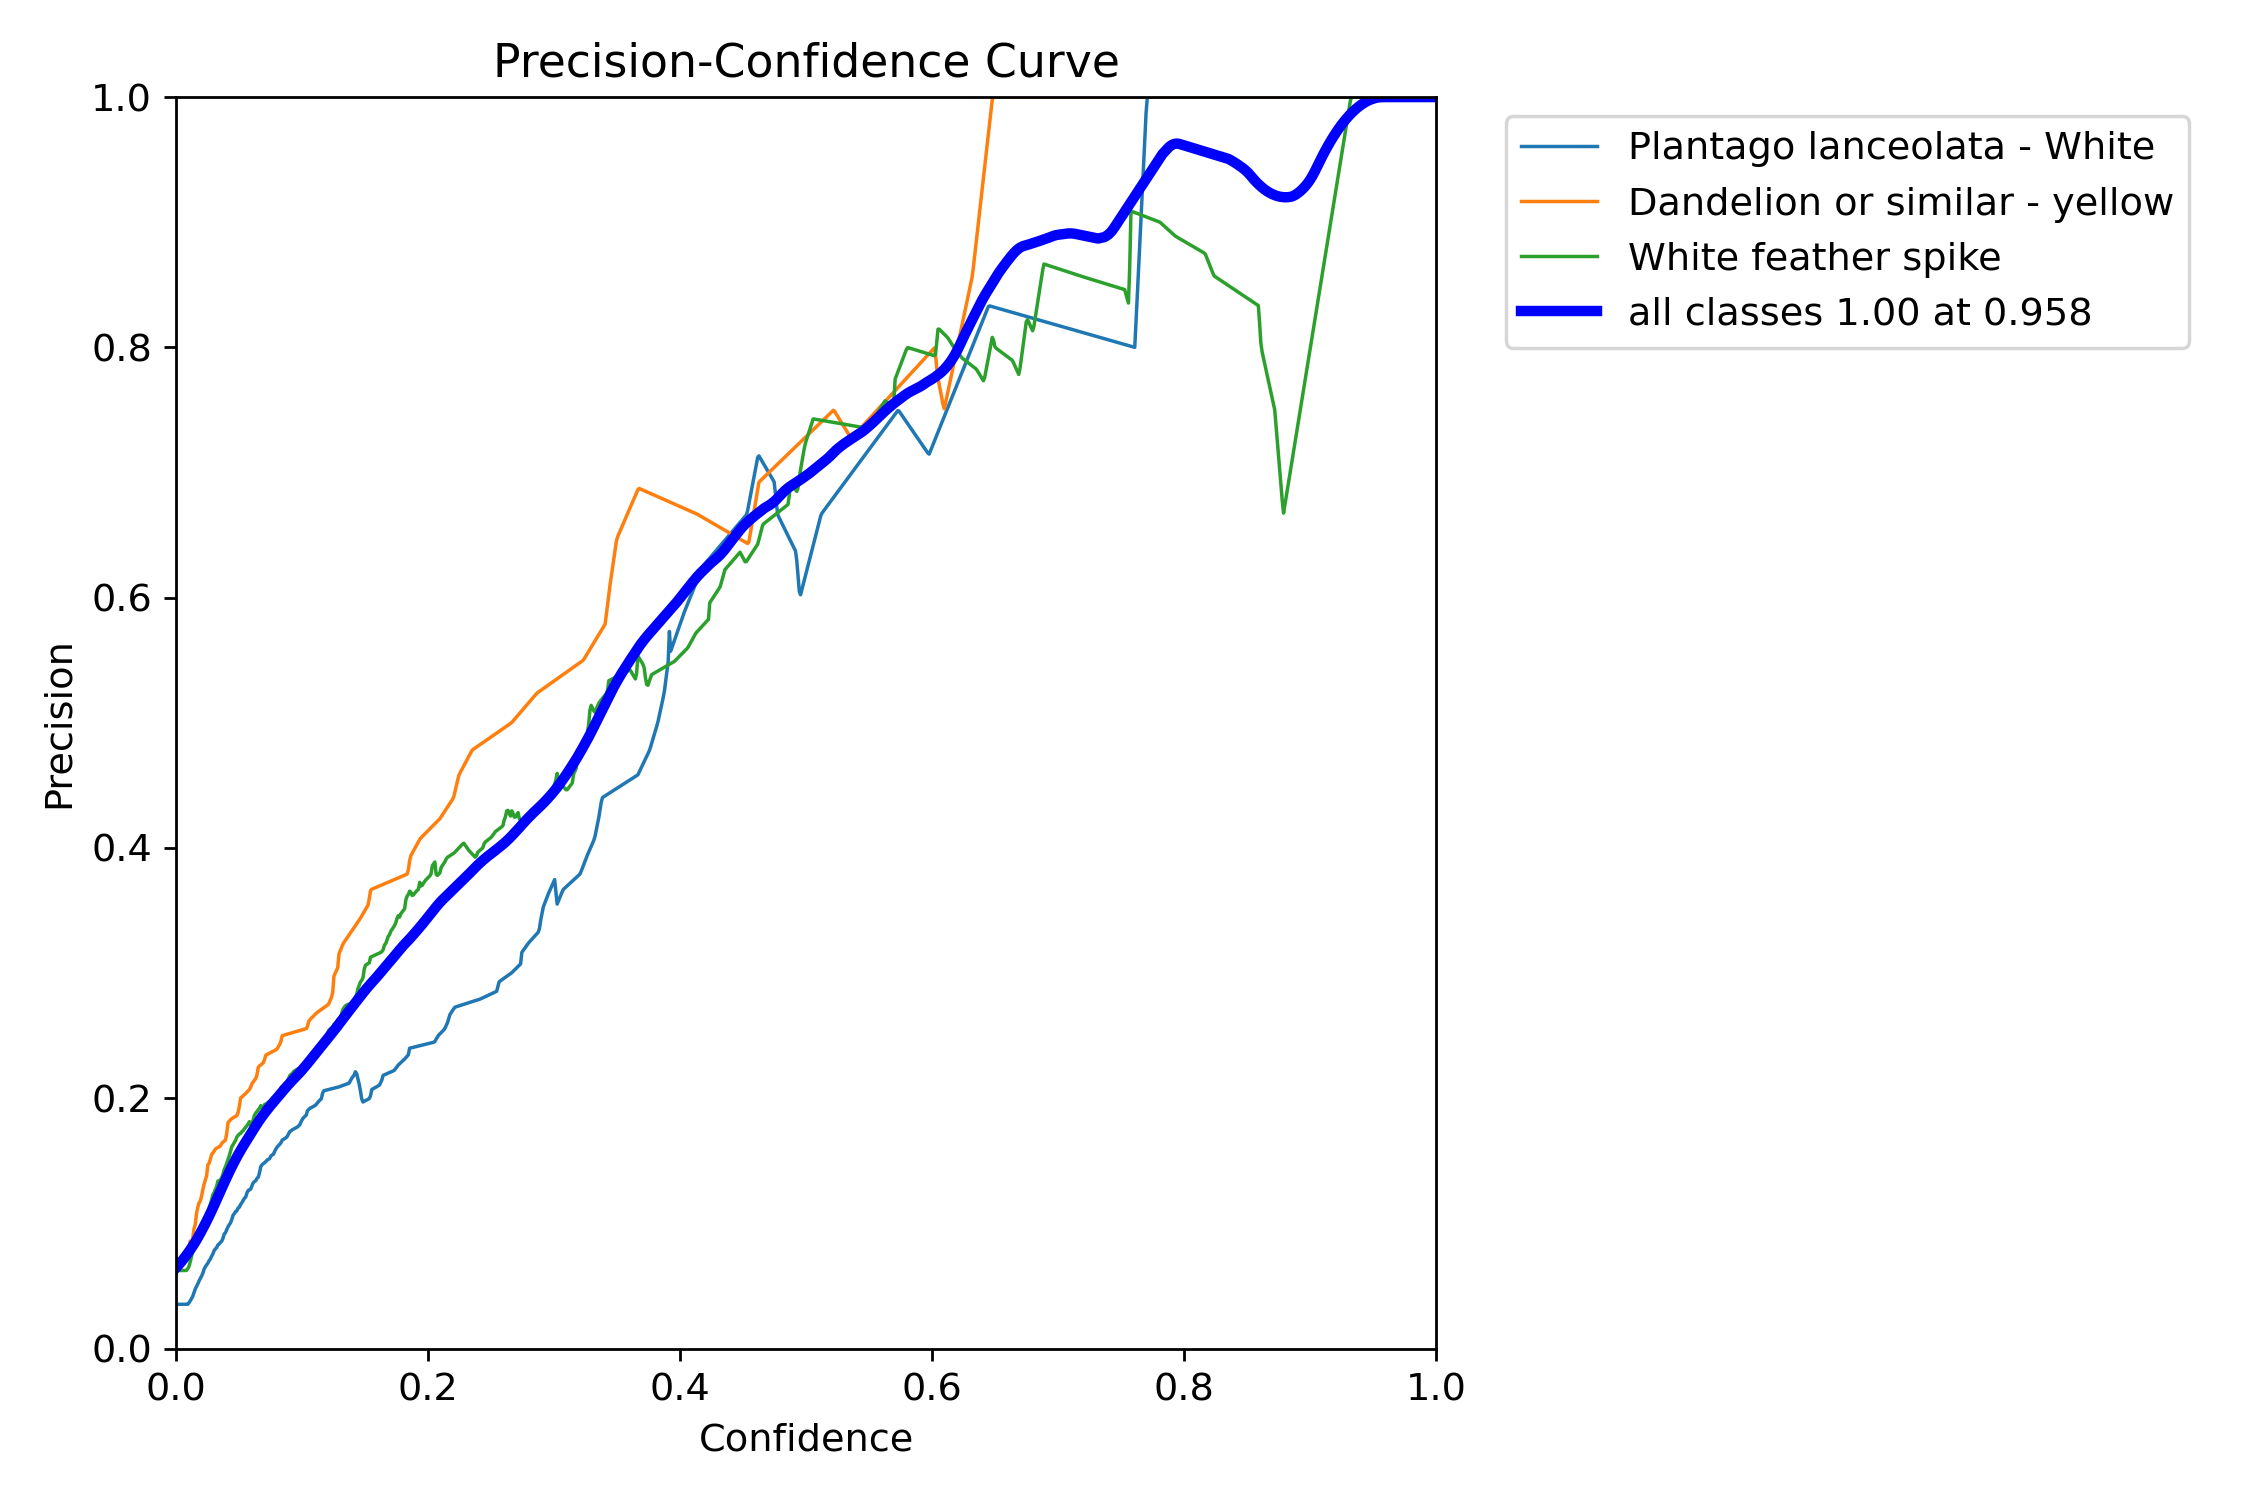 Precision-Confidence Curve
1.0
0.8
0.6
0.4
0.2
0.0
Precision
0.0 0.2 0.4 0.6 0.8 1.0
Confidence
Plantago lanceolata - White
Dandelion or similar - yellow
White feather spike
all classes 1.00 at 0.958